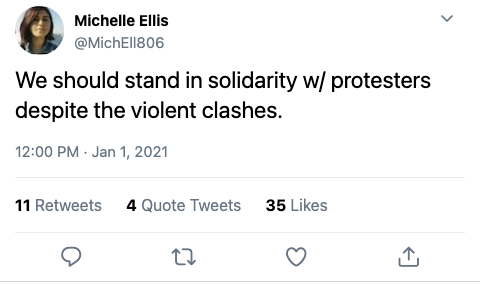 Michelle Ellis
@MichEll806
We should stand in solidarity w/ protesters
despite the violent clashes.
12:00 PM · Jan 1, 2021
11 Retweets 4 Quote Tweets 35 Likes